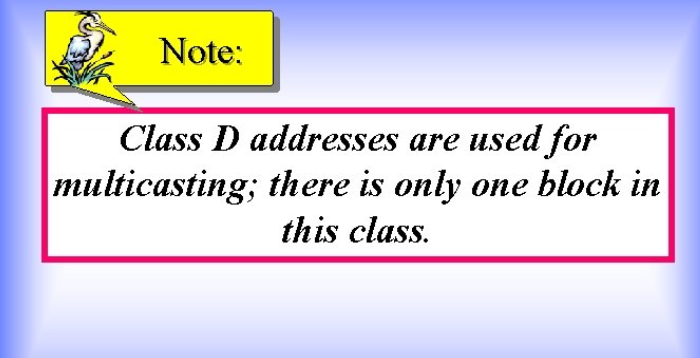 Note:
Class D addresses are used for
multicasting; there is only one block in
this class.